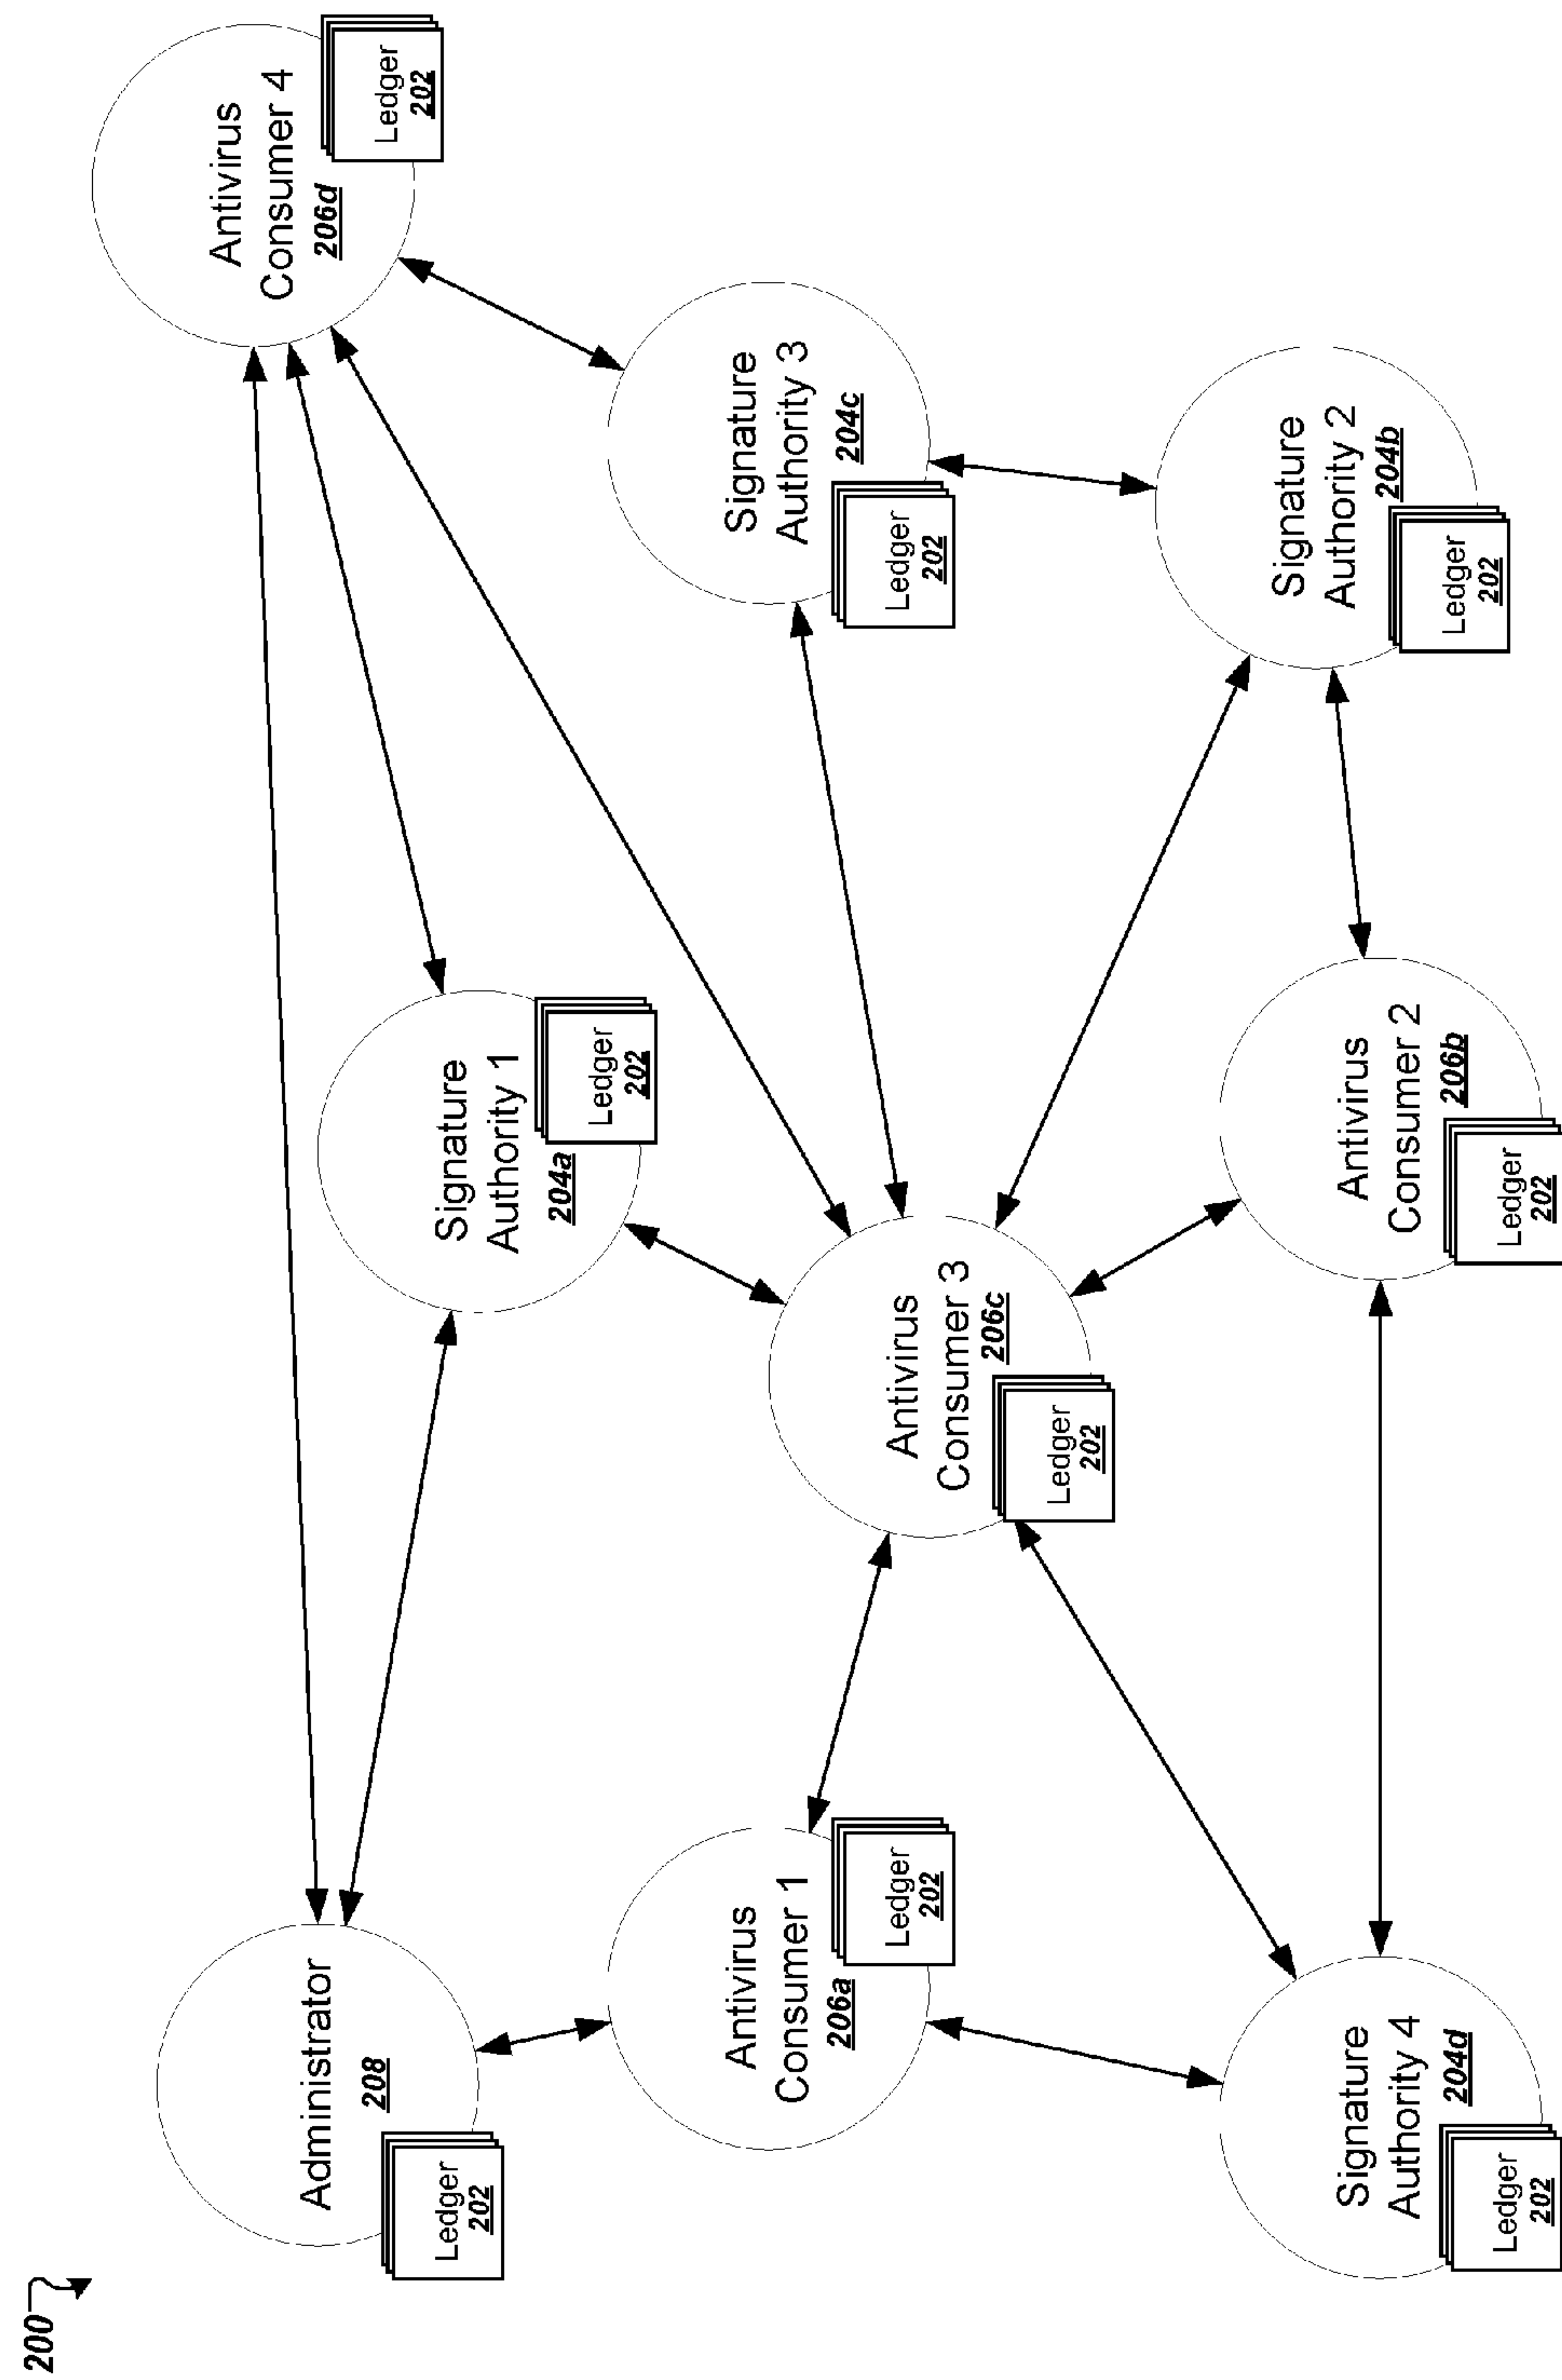 200
Administrator
208
Ledger
202
Signature
Authority 1
204a
Ledger
202
Antivirus
Consumer 4
206d
Ledger
202
Antivirus
Consumer 1
206a
Ledger
202
Antivirus
Consumer 3
206c
Ledger
202
Signature
Authority 3
204c
Ledger
202
Signature
Authority 4
204d
Ledger
202
Antivirus
Consumer 2
206b
Ledger
202
Signature
Authority 2
204b
Ledger
202